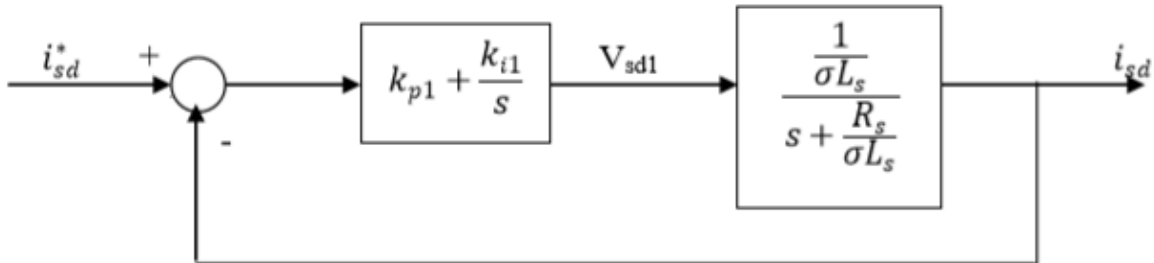 i*sd
+
-
kp1 + ki1/s
Vsd1
1/σLs
s + Rs/σLs
isd